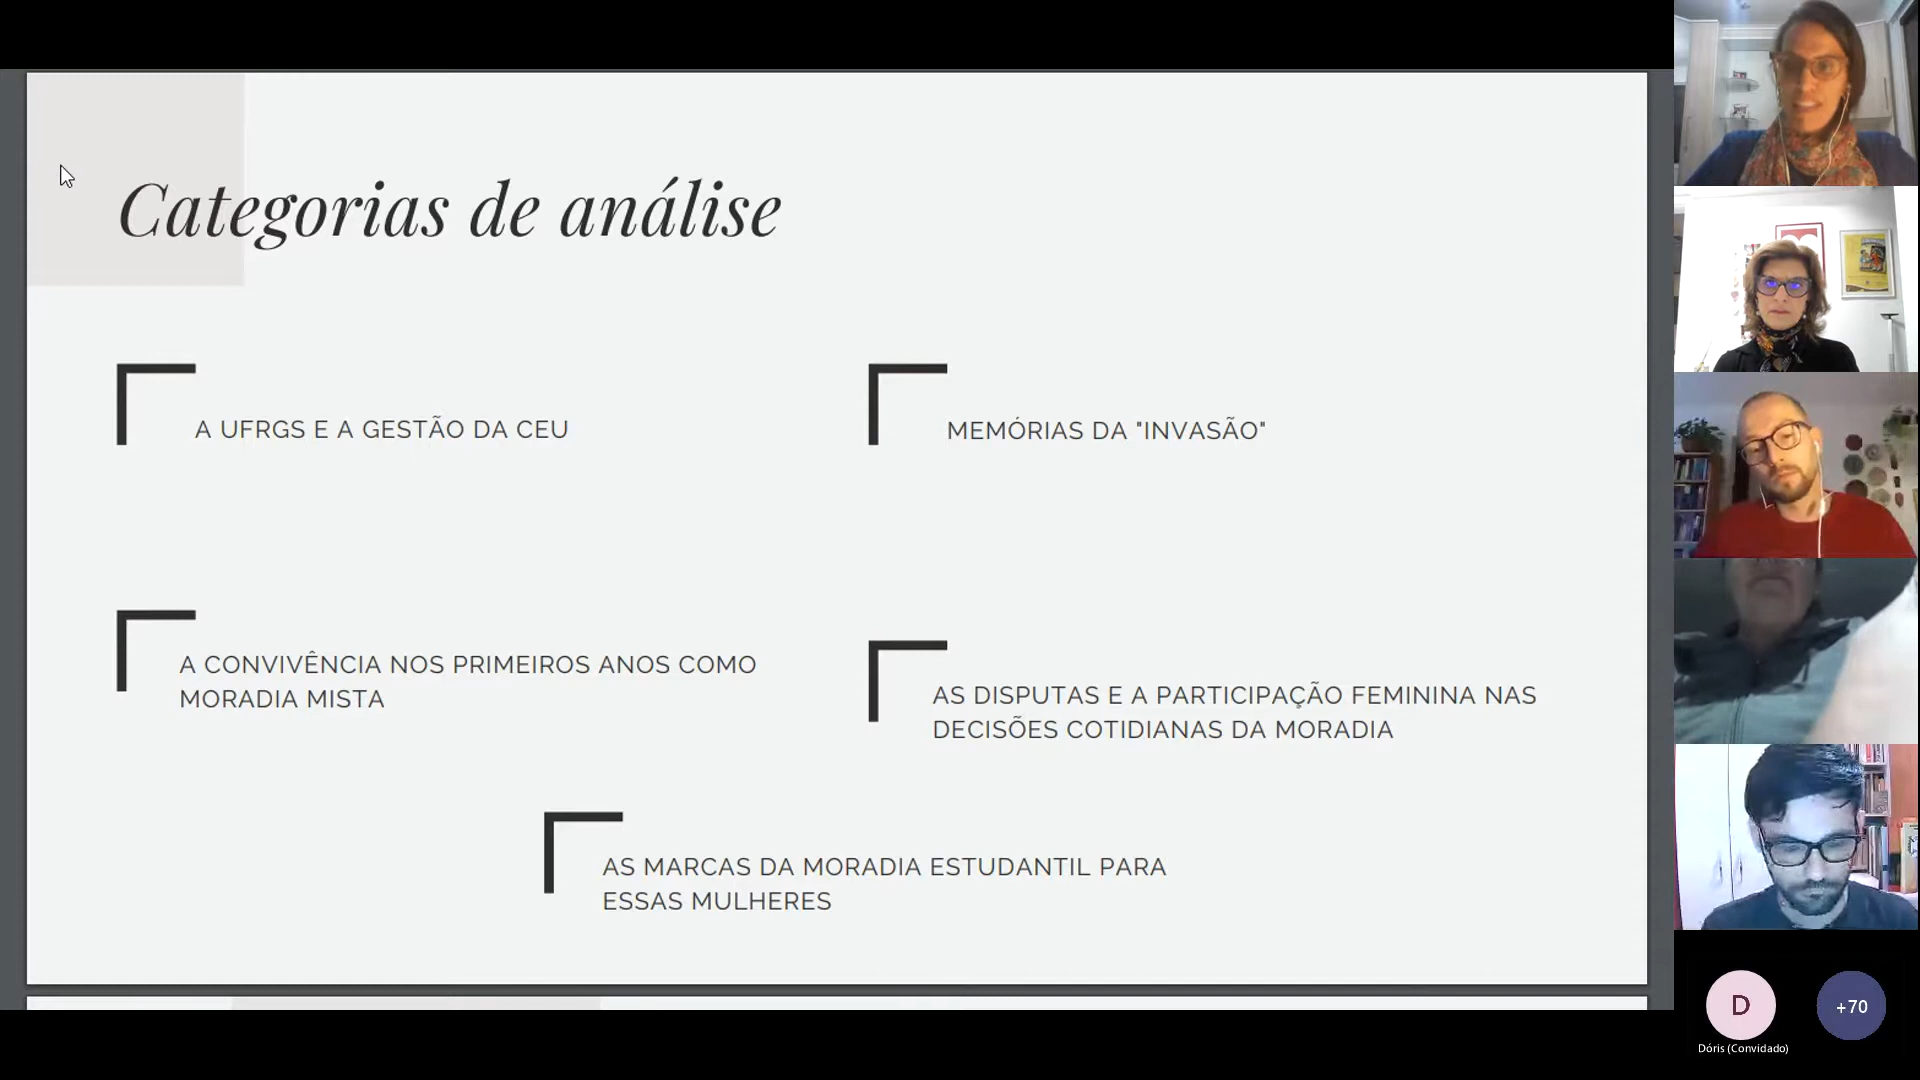 Categorias de análise
A UFRGS E A GESTÃO DA CEU
MEMÓRIAS DA "INVASÃO"
A CONVIVÊNCIA NOS PRIMEIROS ANOS COMO
MORADIA MISTA
AS DISPUTAS E A PARTICIPAÇÃO FEMININA NAS
DECISÕES COTIDIANAS DA MORADIA
AS MARCAS DA MORADIA ESTUDANTIL PARA
ESSAS MULHERES
D
+70
Dóris (Convidado)